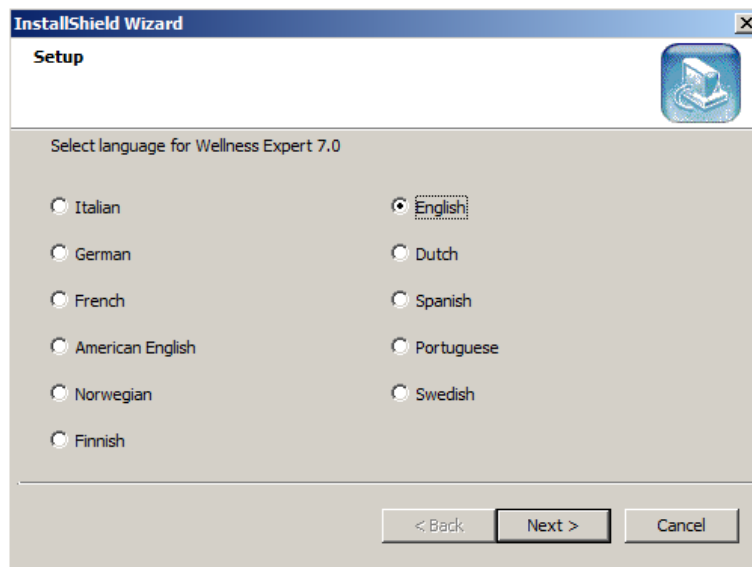 InstallShield Wizard
Setup
Select language for Wellness Expert 7.0
Italian
English
German
Dutch
French
Spanish
American English
Portuguese
Norwegian
Swedish
Finnish
< Back
Next >
Cancel